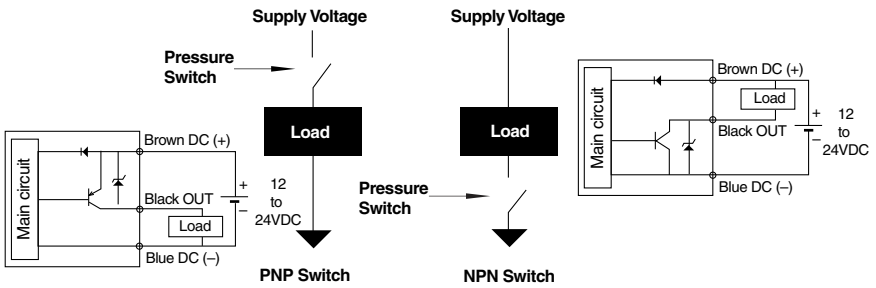 Supply Voltage
Supply Voltage
Pressure
Switch
Load
Load
Pressure
Switch
PNP Switch
NPN Switch
Main circuit
Brown DC (+)
Black OUT
Load
Blue DC (–)
+
–
12
to
24VDC
Main circuit
Brown DC (+)
Load
Black OUT
Blue DC (–)
+
–
12
to
24VDC